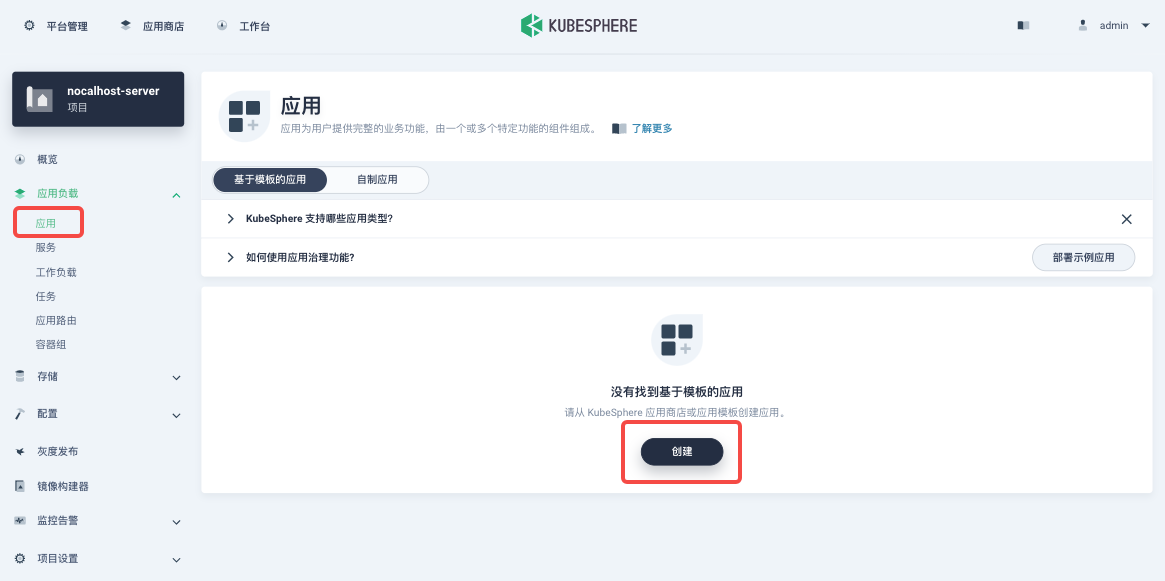 平台管理
应用商店
工作台
KUBESPHERE
admin
nocalhost-server
项目
概览
应用负载
应用
服务
工作负载
任务
应用路由
容器组
存储
配置
灰度发布
镜像构建器
监控告警
项目设置
应用
应用为用户提供完整的业务功能，由一个或多个特定功能的组件组成。 了解更多
基于模板的应用
自制应用
KubeSphere 支持哪些应用类型?
如何使用应用治理功能?
部署示例应用
没有找到基于模板的应用
请从 KubeSphere 应用商店或应用模板创建应用。
创建